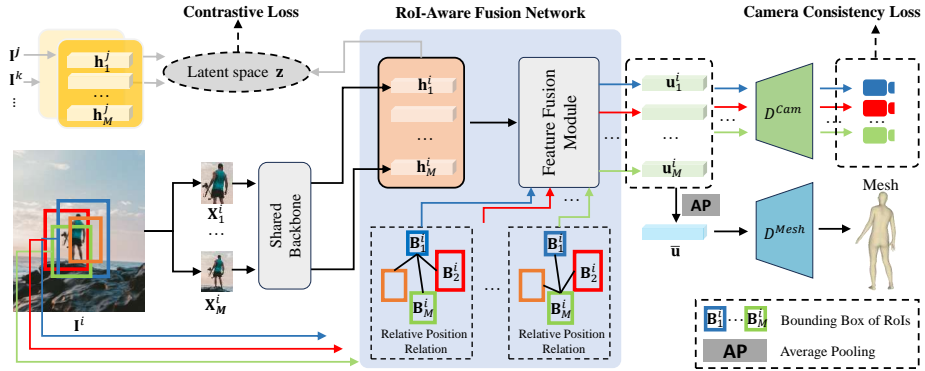 Contrastive Loss
RoI-Aware Fusion Network
Camera Consistency Loss
I^j
I^k
...
h_1^j
...
h_M^j
Latent space z
h_1^i
...
h_M^i
Feature Fusion
Module
...
u_1^i
...
u_M^i
...
D^Cam
...
...
X_1^i
...
X_M^i
Shared
Backbone
I^i
AP
ū
D^Mesh
Mesh
B_1^i
B_2^i
B_M^i
Relative Position
Relation
...
...
B_1^i
B_2^i
B_M^i
Relative Position
Relation
B_1^i ... B_M^i Bounding Box of RoIs
AP Average Pooling